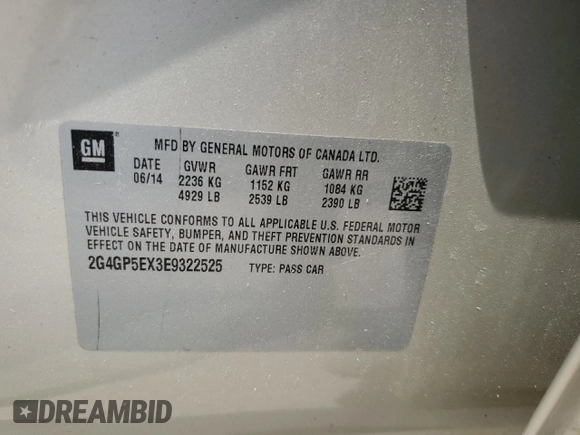 GM
MFD BY GENERAL MOTORS OF CANADA LTD.
DATE GVWR GAWR FRT GAWR RR
06/14 2236 KG 1152 KG 1084 KG
4929 LB 2539 LB 2390 LB
THIS VEHICLE CONFORMS TO ALL APPLICABLE U.S. FEDERAL MOTOR
VEHICLE SAFETY, BUMPER, AND THEFT PREVENTION STANDARDS IN
EFFECT ON THE DATE OF MANUFACTURE SHOWN ABOVE.
2G4GP5EX3E9322525 TYPE: PASS CAR
DREAMBID